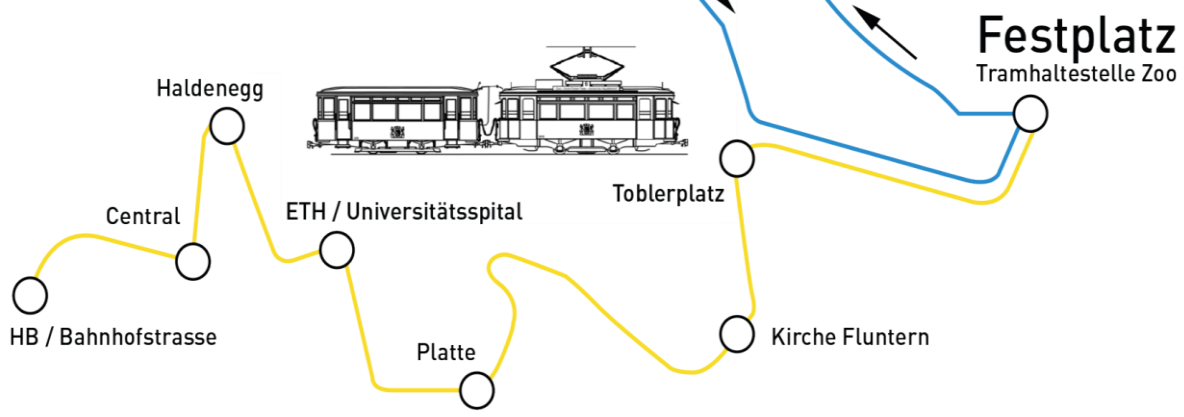 Festplatz
Tramhaltestelle Zoo
Haldenegg
Toblerplatz
ETH / Universitätsspital
Central
HB / Bahnhofstrasse
Kirche Fluntern
Platte